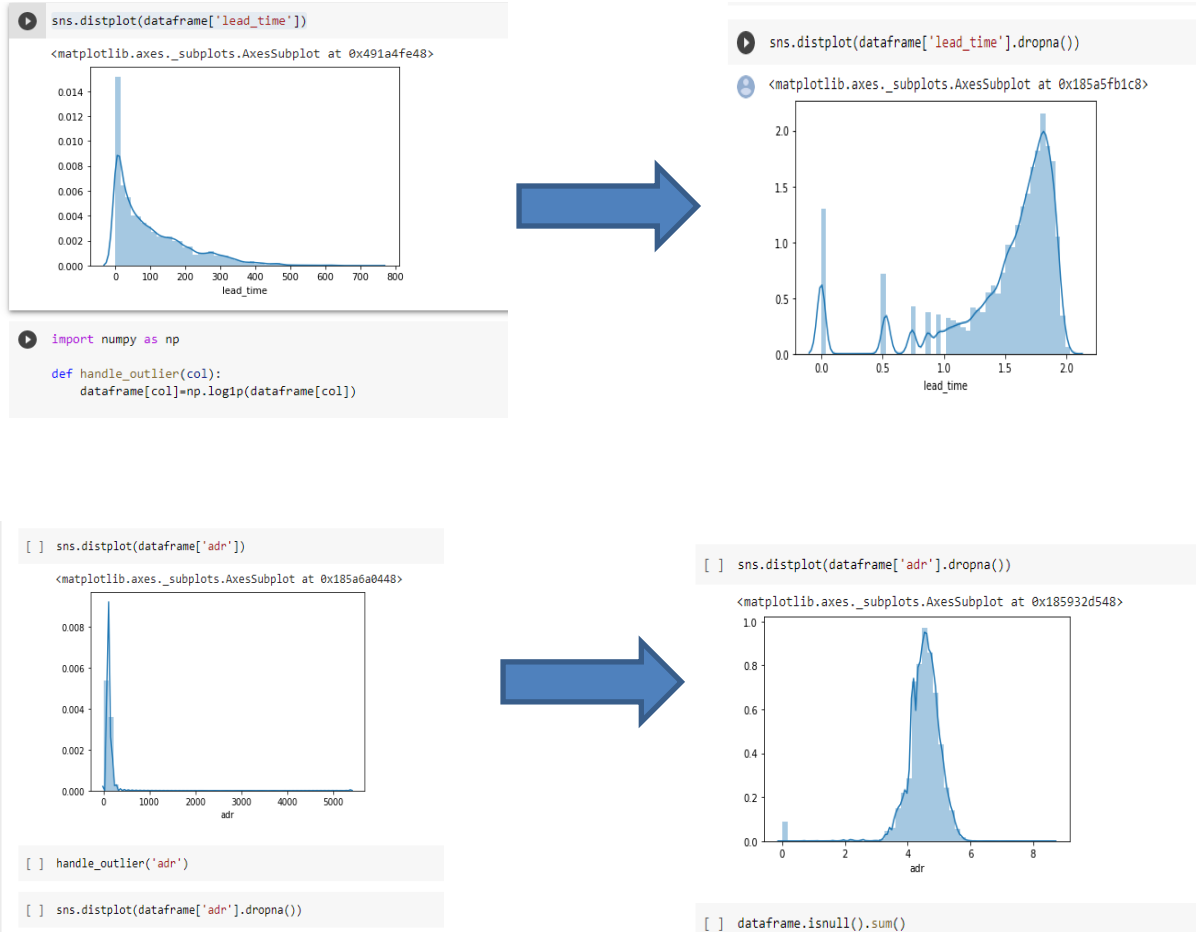 sns.distplot(dataframe['lead_time'])
<matplotlib.axes._subplots.AxesSubplot at 0x491a4fe48>
0.014
0.012
0.010
0.008
0.006
0.004
0.002
0.000
0 100 200 300 400 500 600 700 800
lead_time
import numpy as np
def handle_outlier(col):
dataframe[col]=np.log1p(dataframe[col])
sns.distplot(dataframe['lead_time'].dropna())
<matplotlib.axes._subplots.AxesSubplot at 0x185a5fb1c8>
2.0
1.5
1.0
0.5
0.0
0.0 0.5 1.0 1.5 2.0
lead_time
[ ] sns.distplot(dataframe['adr'])
<matplotlib.axes._subplots.AxesSubplot at 0x185a6a0448>
0.008
0.006
0.004
0.002
0.000
0 1000 2000 3000 4000 5000
adr
[ ] handle_outlier('adr')
[ ] sns.distplot(dataframe['adr'].dropna())
[ ] sns.distplot(dataframe['adr'].dropna())
<matplotlib.axes._subplots.AxesSubplot at 0x185932d548>
1.0
0.8
0.6
0.4
0.2
0.0
0 2 4 6 8
adr
[ ] dataframe.isnull().sum()